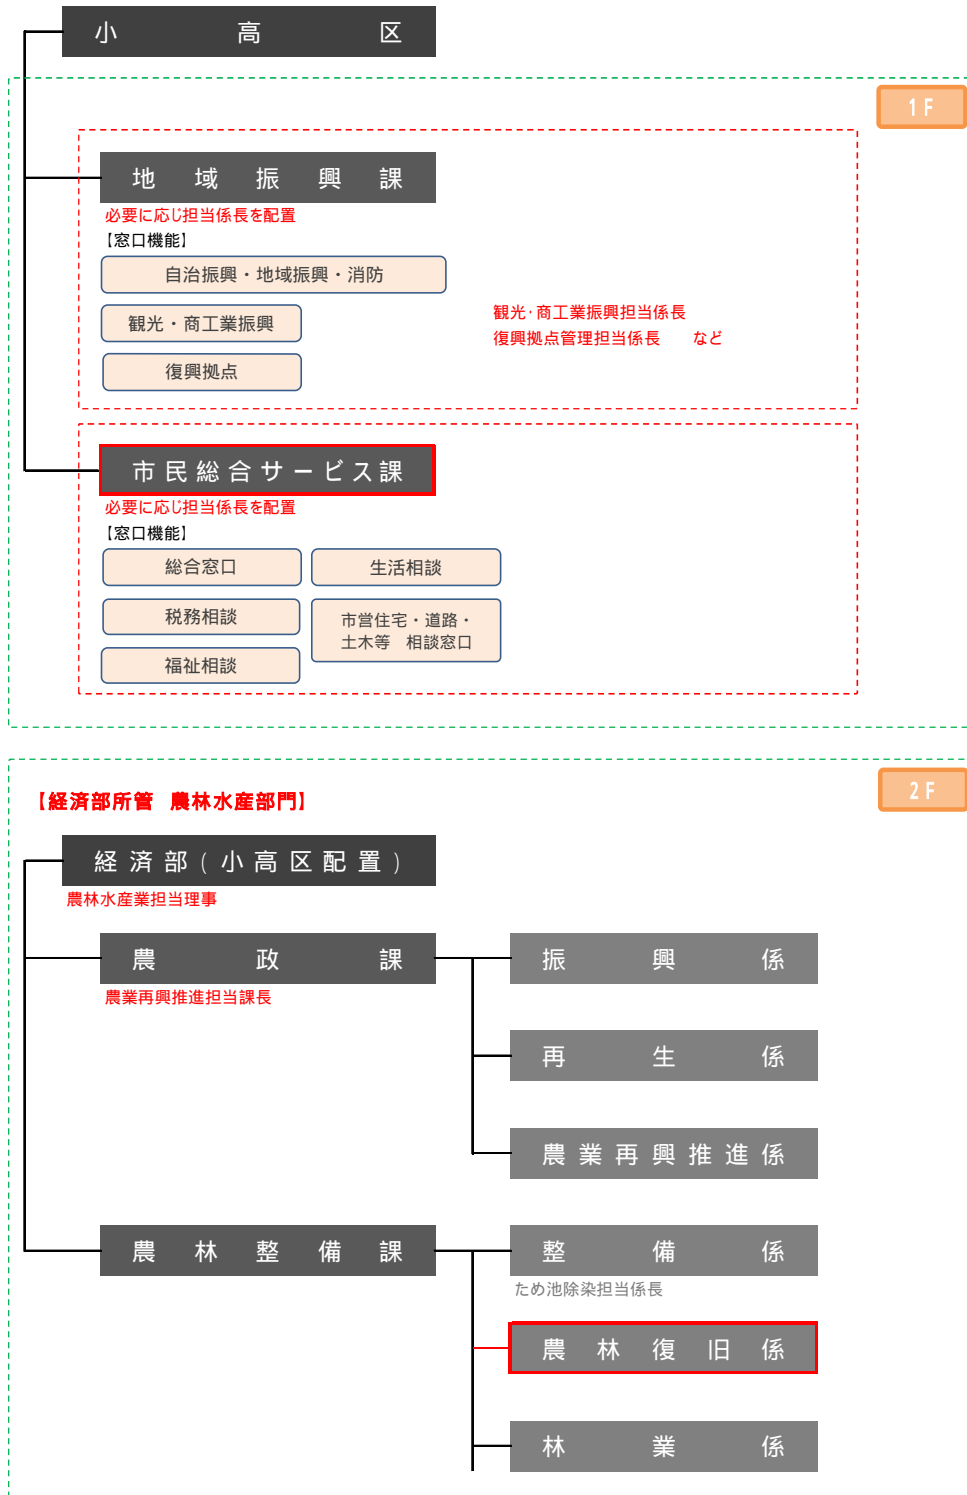 小高区
1F
地域振興課
必要に応じ担当係長を配置
【窓口機能】
自治振興・地域振興・消防
観光・商工業振興
観光・商工業振興担当係長
復興拠点管理担当係長　など
復興拠点
市民総合サービス課
必要に応じ担当係長を配置
【窓口機能】
総合窓口
生活相談
税務相談
市営住宅・道路・
土木等　相談窓口
福祉相談
2F
【経済部所管　農林水産部門】
経済部(小高区配置)
農林水産業担当理事
農政課
振興係
農業再興推進担当課長
再生係
農業再興推進係
農林整備課
整備係
ため池除染担当係長
農林復旧係
林業係